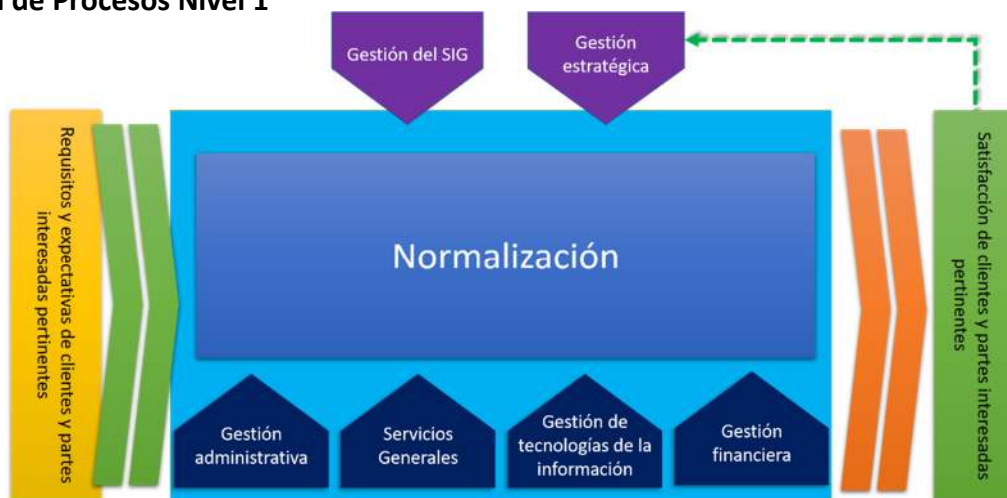 de Procesos Nivel 1
Gestión del SIG
Gestión
estratégica
Requisitos y expectativas de clientes y partes
interesadas pertinentes
Normalización
Satisfacción de clientes y partes interesadas
pertinentes
Gestión
administrativa
Servicios
Generales
Gestión de
tecnologías de la
información
Gestión
financiera